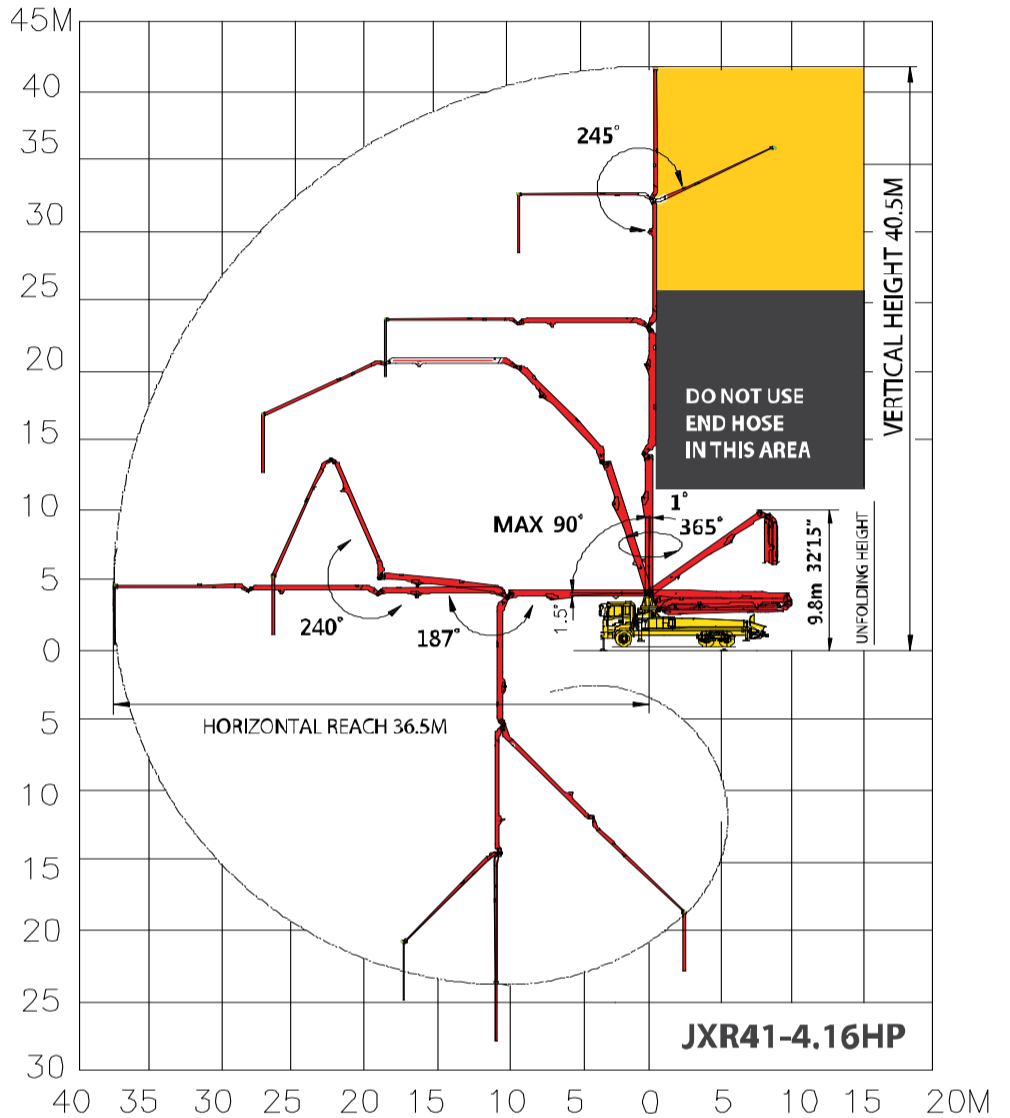 45M
40
35
30
25
20
15
10
5
0
5
10
15
20
25
30
245°
VERTICAL HEIGHT 40.5M
DO NOT USE
END HOSE
IN THIS AREA
1°
MAX 90°
365°
9.8m 32'15"
UNFOLDING HEIGHT
1.5°
240°
187°
HORIZONTAL REACH 36.5M
JXR41-4.16HP
40 35 30 25 20 15 10 5 0 5 10 15 20M